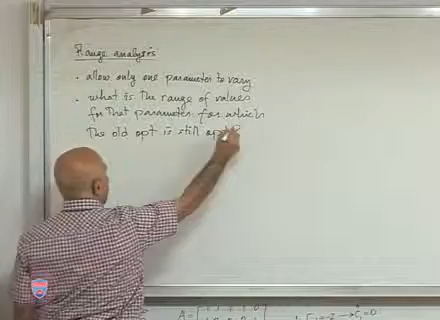 Range analysis
· allow only one parameter to vary
· what is the range of values
for that parameter for which
the old opt is still opt